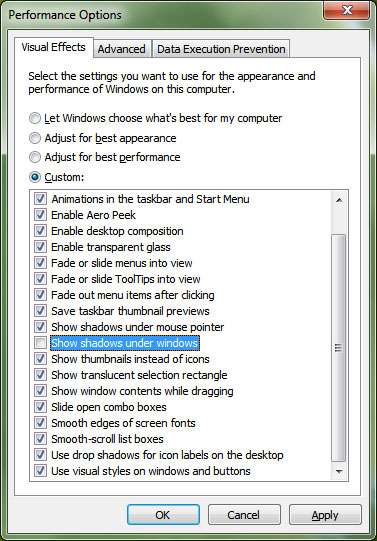 Performance Options
Visual Effects Advanced Data Execution Prevention
Select the settings you want to use for the appearance and
performance of Windows on this computer.
Let Windows choose what's best for my computer
Adjust for best appearance
Adjust for best performance
Custom:
Animations in the taskbar and Start Menu
Enable Aero Peek
Enable desktop composition
Enable transparent glass
Fade or slide menus into view
Fade or slide ToolTips into view
Fade out menu items after clicking
Save taskbar thumbnail previews
Show shadows under mouse pointer
Show shadows under windows
Show thumbnails instead of icons
Show translucent selection rectangle
Show window contents while dragging
Slide open combo boxes
Smooth edges of screen fonts
Smooth-scroll list boxes
Use drop shadows for icon labels on the desktop
Use visual styles on windows and buttons
OK Cancel Apply